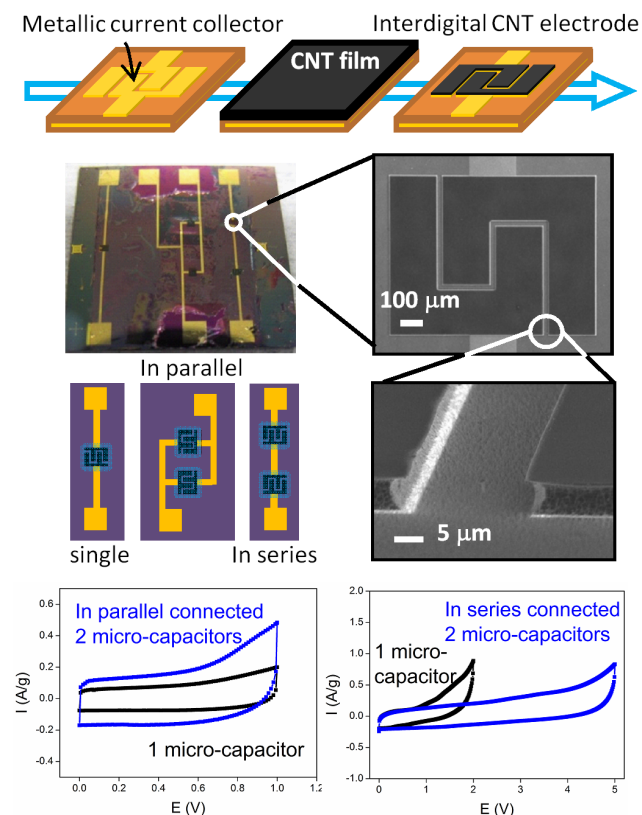 Metallic current collector
Interdigital CNT electrode
CNT film
100 μm
In parallel
single
In series
5 μm
In parallel connected
2 micro-capacitors
1 micro-capacitor
I (A/g)
0.6
0.4
0.2
0.0
-0.2
-0.4
0.0 0.2 0.4 0.6 0.8 1.0 1.2
E (V)
In series connected
2 micro-capacitors
1 micro-
capacitor
I (A/g)
2.0
1.5
1.0
0.5
0.0
-0.5
-1.0
0 1 2 3 4 5
E (V)